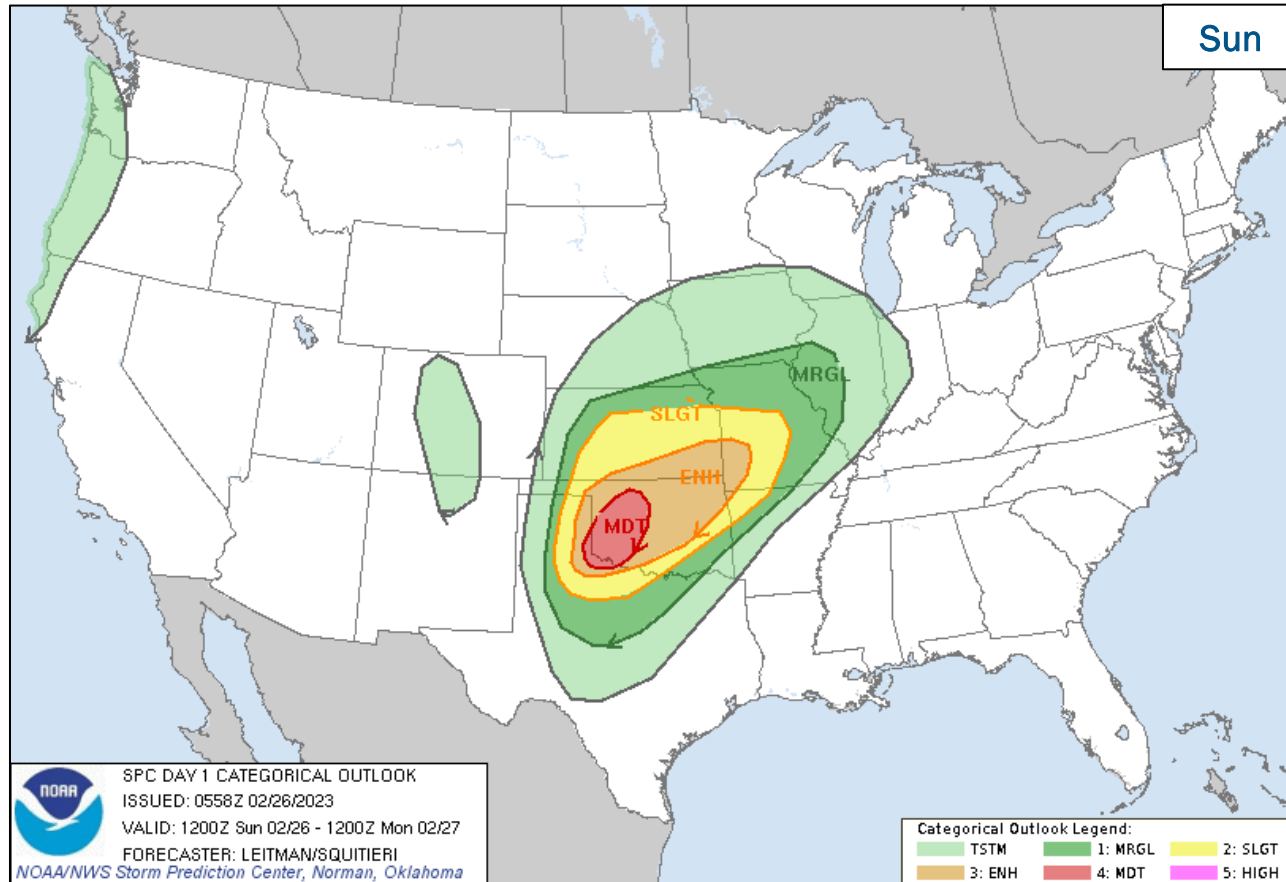 Sun
MRGL
SLGT
ENH
MDT
NOAA
SPC DAY 1 CATEGORICAL OUTLOOK
ISSUED: 0558Z 02/26/2023
VALID: 1200Z Sun 02/26 - 1200Z Mon 02/27
FORECASTER: LEITMAN/SQUITIERI
NOAA/NWS Storm Prediction Center, Norman, Oklahoma
Categorical Outlook Legend:
TSTM 1: MRGL 2: SLGT
3: ENH 4: MDT 5: HIGH